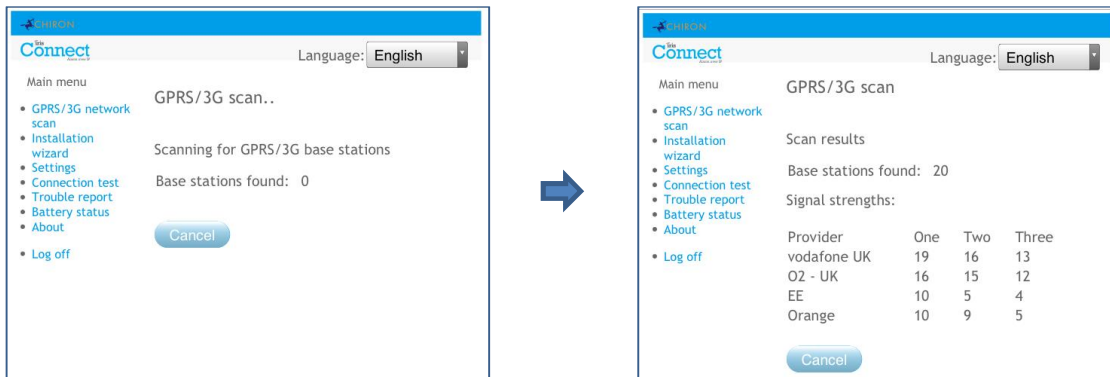 CHIRON
Iris
Connect
Language: English
Main menu
GPRS/3G network
scan
Installation
wizard
Settings
Connection test
Trouble report
Battery status
About
Log off
GPRS/3G scan..
Scanning for GPRS/3G base stations
Base stations found: 0
Cancel
CHIRON
Iris
Connect
Language: English
Main menu
GPRS/3G network
scan
Installation
wizard
Settings
Connection test
Trouble report
Battery status
About
Log off
GPRS/3G scan
Scan results
Base stations found: 20
Signal strengths:
Provider One Two Three
vodafone UK 19 16 13
O2 - UK 16 15 12
EE 10 5 4
Orange 10 9 5
Cancel